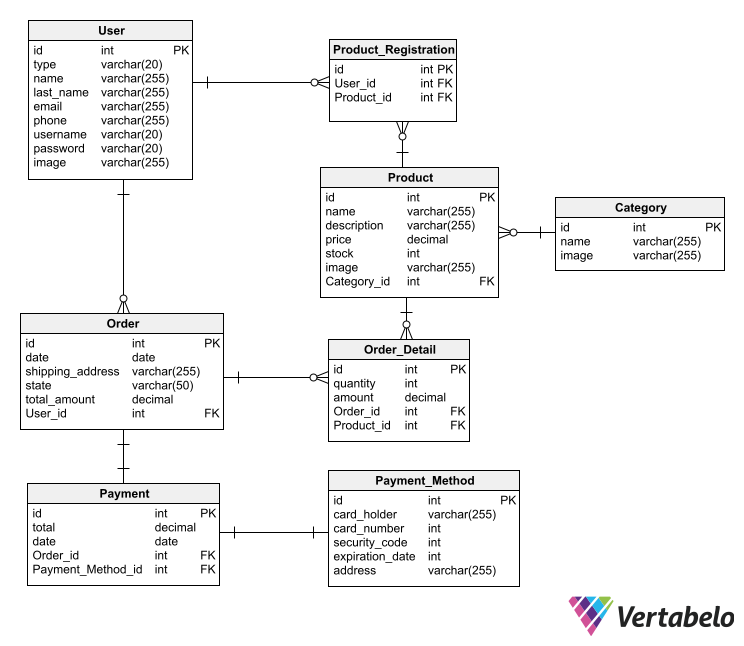 User
id int PK
type varchar(20)
name varchar(255)
last_name varchar(255)
email varchar(255)
phone varchar(255)
username varchar(20)
password varchar(20)
image varchar(255)
Product_Registration
id int PK
User_id int FK
Product_id int FK
Product
id int PK
name varchar(255)
description varchar(255)
price decimal
stock int
image varchar(255)
Category_id int FK
Category
id int PK
name varchar(255)
image varchar(255)
Order
id int PK
date date
shipping_address varchar(255)
state varchar(50)
total_amount decimal
User_id int FK
Order_Detail
id int PK
quantity int
amount decimal
Order_id int FK
Product_id int FK
Payment
id int PK
total decimal
date date
Order_id int FK
Payment_Method_id int FK
Payment_Method
id int PK
card_holder varchar(255)
card_number int
security_code int
expiration_date int
address varchar(255)
Vertabelo